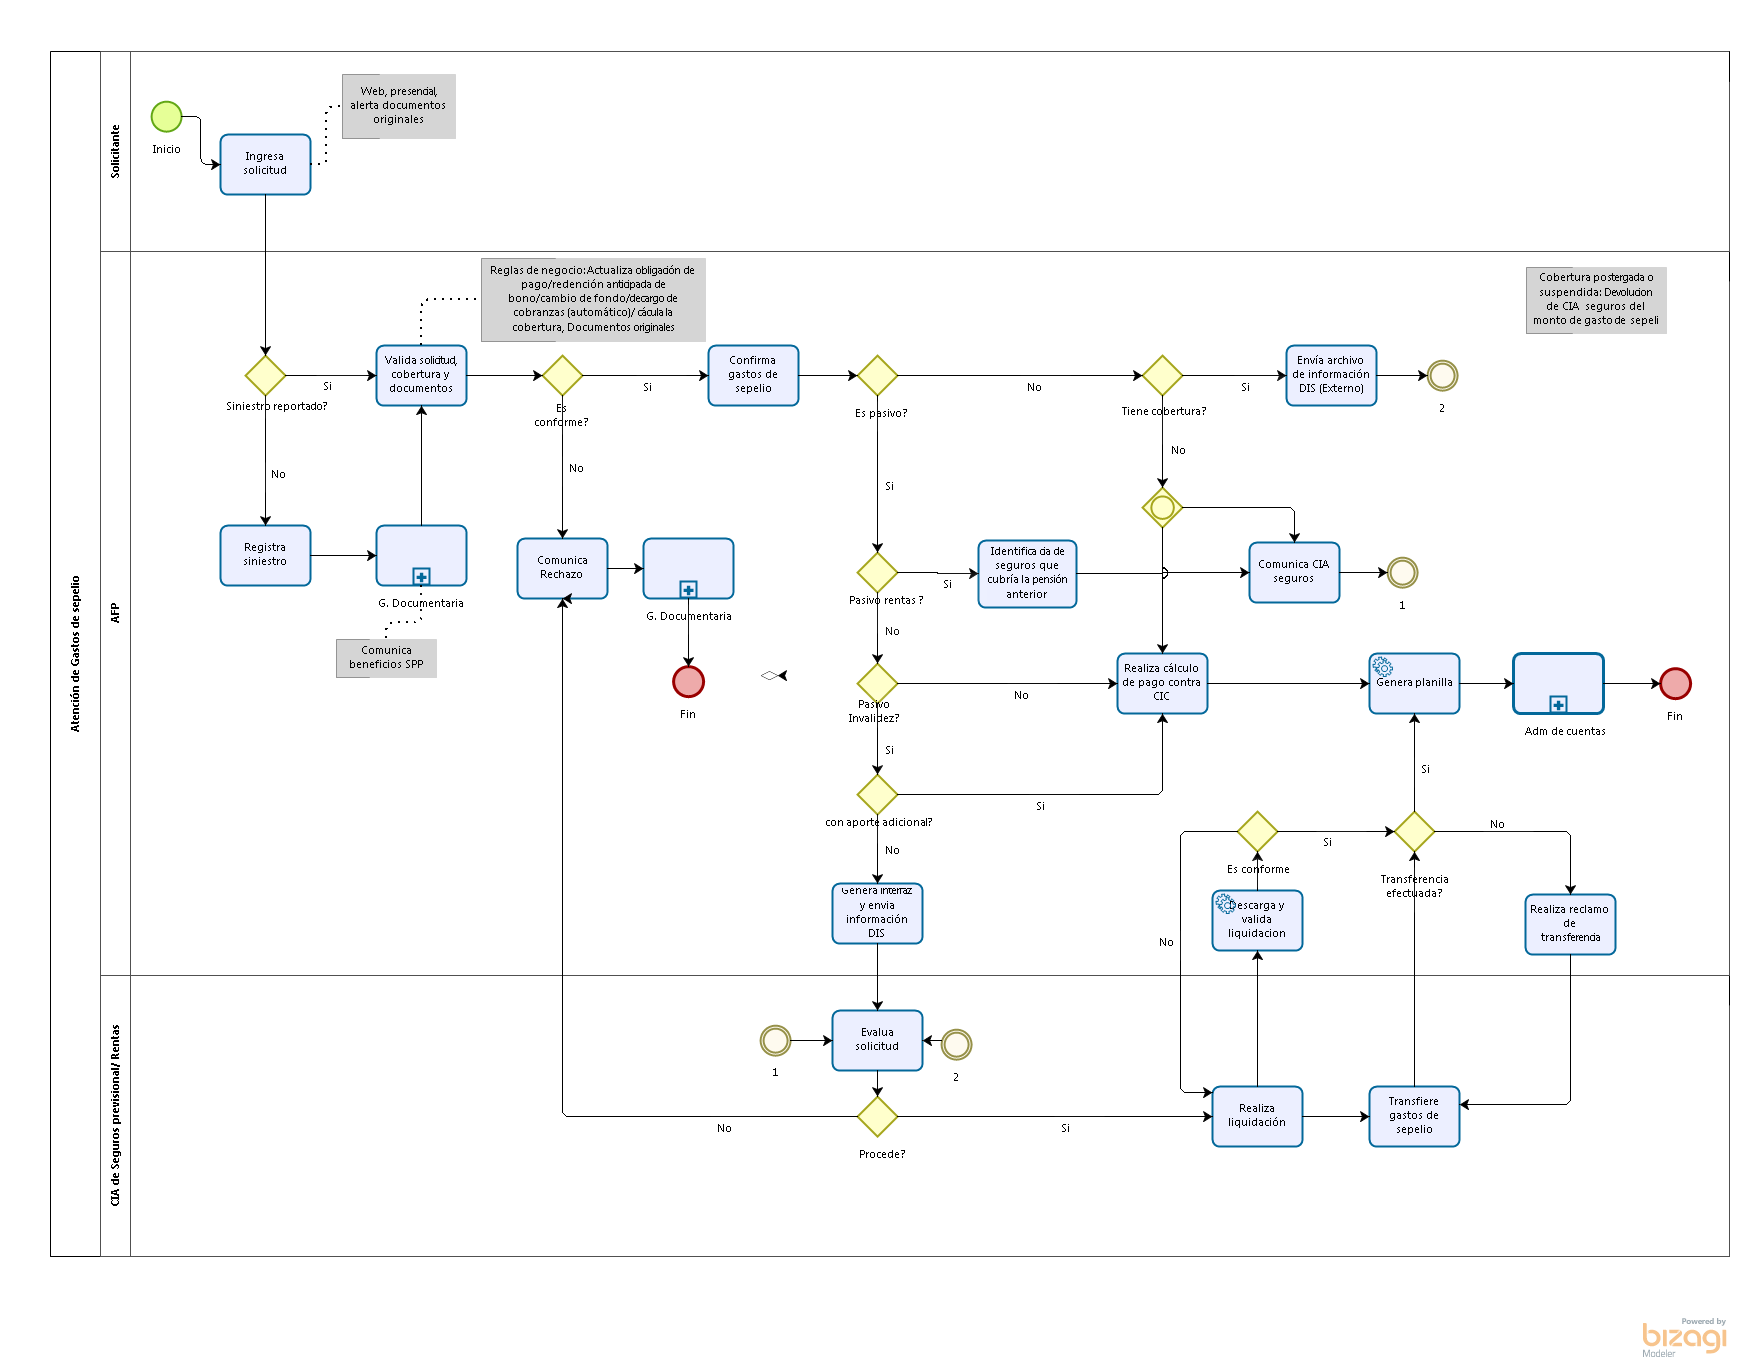 Atención de Gastos de sepelio
Solicitante
Inicio
Ingresa
solicitud
Web, presencial,
alerta documentos
originales
AFP
Reglas de negocio:Actualiza obligación de
pago/redención anticipada de
bono/cambio de fondo/decargo de
cobranzas (automático)/ cácula la
cobertura, Documentos originales
Cobertura postergada o
suspendida: Devolucion
de CIA seguros del
monto de gasto de sepeli
Siniestro reportado?
Si
Valida solicitud,
cobertura y
documentos
Es
conforme?
Si
Confirma
gastos de
sepelio
Es pasivo?
No
Tiene cobertura?
Si
Envía archivo
de información
DIS (Externo)
2
No
No
Si
No
Registra
siniestro
G. Documentaria
Comunica
beneficios SPP
Comunica
Rechazo
G. Documentaria
Fin
Pasivo rentas ?
Si
Identifica cia de
seguros que
cubría la pensión
anterior
Comunica CIA
seguros
1
No
Pasivo
Invalidez?
No
Realiza cálculo
de pago contra
CIC
Genera planilla
Adm de cuentas
Fin
Si
con aporte adicional?
Si
No
Genera interfaz
y envia
información
DIS
Es conforme
Si
Transferencia
efectuada?
Si
No
Descarga y
valida
liquidacion
No
Realiza reclamo
de
transferencia
CIA de Seguros previsional/ Rentas
1
Evalua
solicitud
2
Procede?
No
Si
Realiza
liquidación
Transfiere
gastos de
sepelio
Powered by
bizagi
Modeler